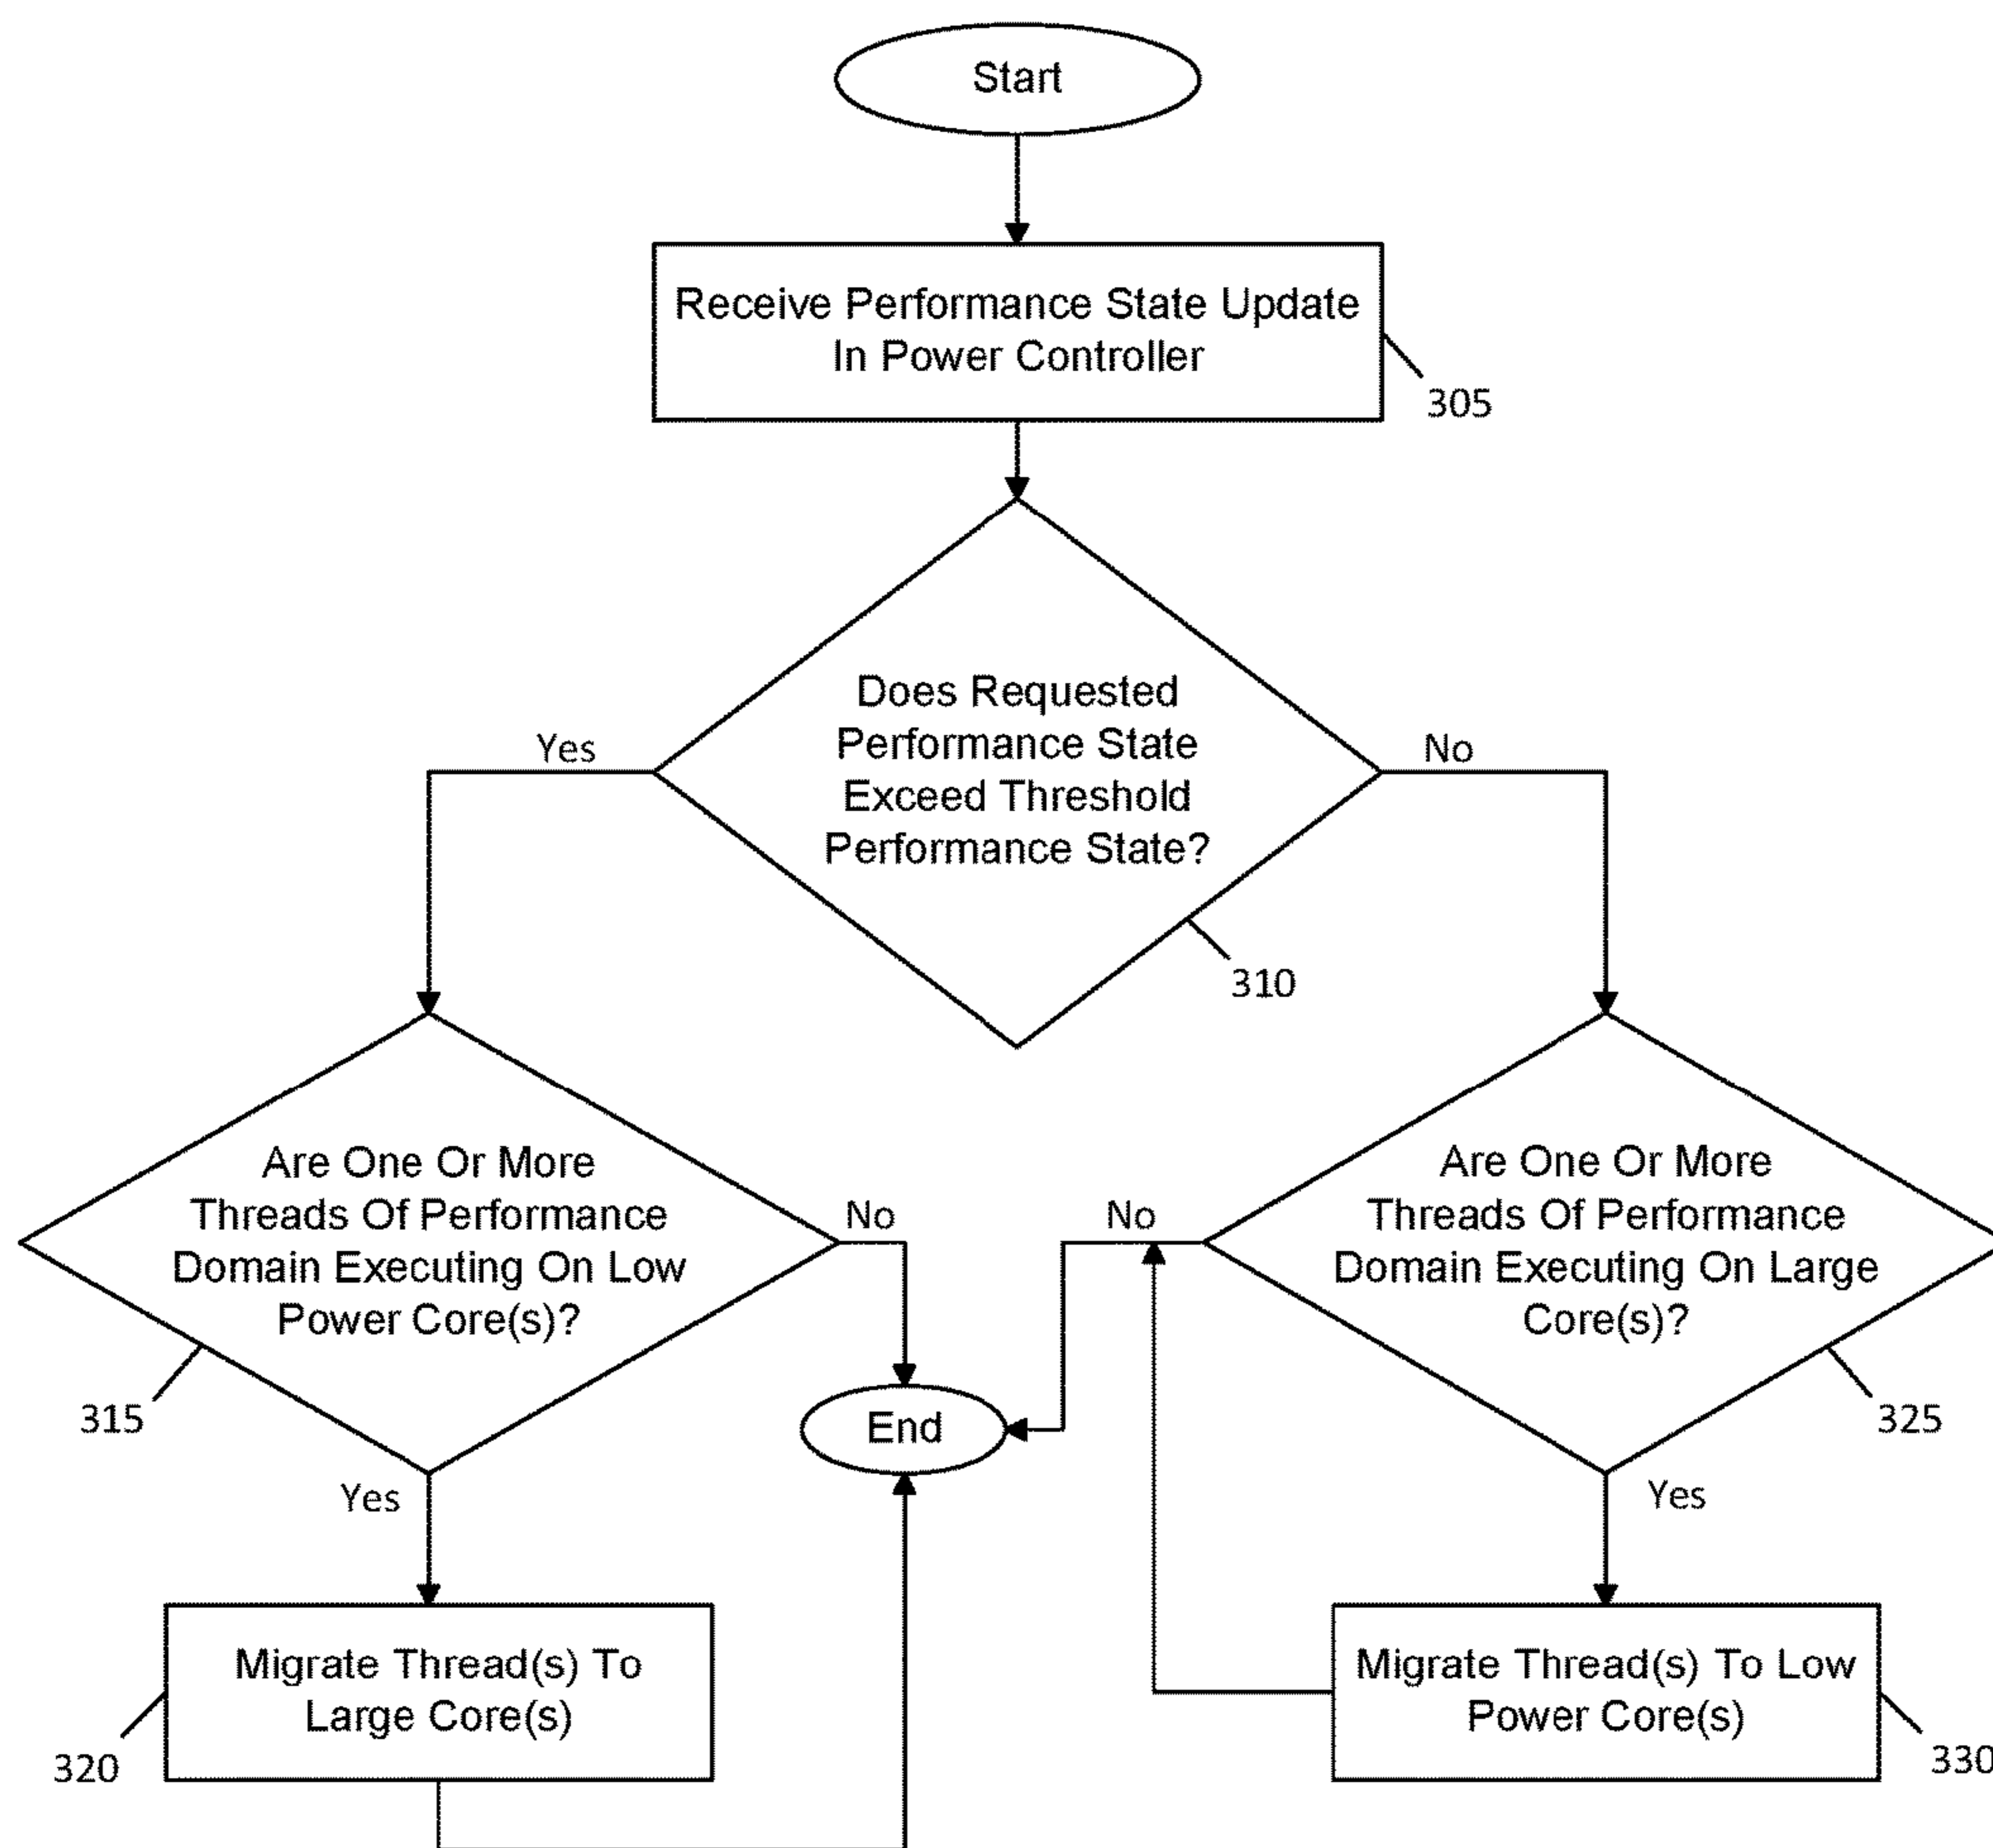 Start
Receive Performance State Update
In Power Controller
305
Does Requested
Performance State
Exceed Threshold
Performance State?
Yes
No
310
Are One Or More
Threads Of Performance
Domain Executing On Low
Power Core(s)?
No
315
Yes
End
Are One Or More
Threads Of Performance
Domain Executing On Large
Core(s)?
No
325
Yes
Migrate Thread(s) To
Large Core(s)
320
Migrate Thread(s) To Low
Power Core(s)
330